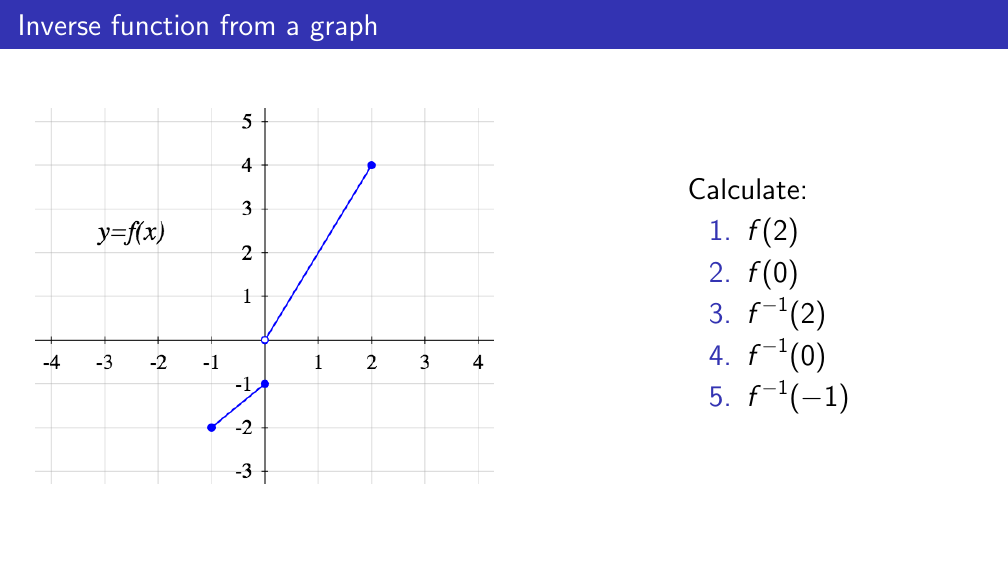 Inverse function from a graph
5
4
3
2
1
y=f(x)
-4 -3 -2 -1 1 2 3 4
-1
-2
-3
Calculate:
1. f(2)
2. f(0)
3. f⁻¹(2)
4. f⁻¹(0)
5. f⁻¹(−1)